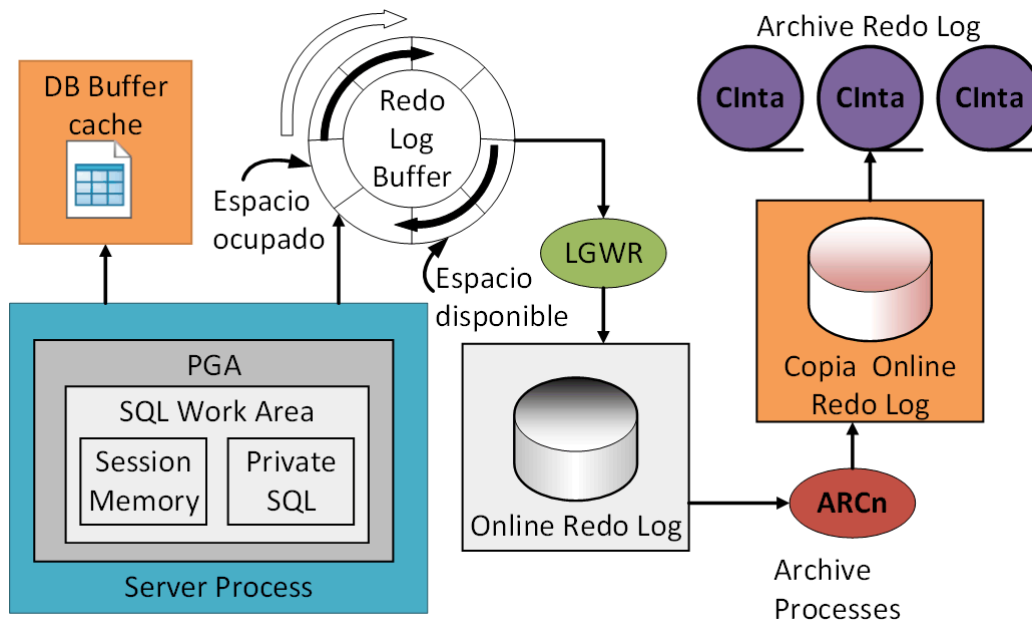 DB Buffer
cache
Redo
Log
Buffer
Espacio
ocupado
Espacio
disponible
LGWR
Archive Redo Log
CInta
CInta
CInta
Copia Online
Redo Log
PGA
SQL Work Area
Session
Memory
Private
SQL
Server Process
Online Redo Log
ARCn
Archive
Processes